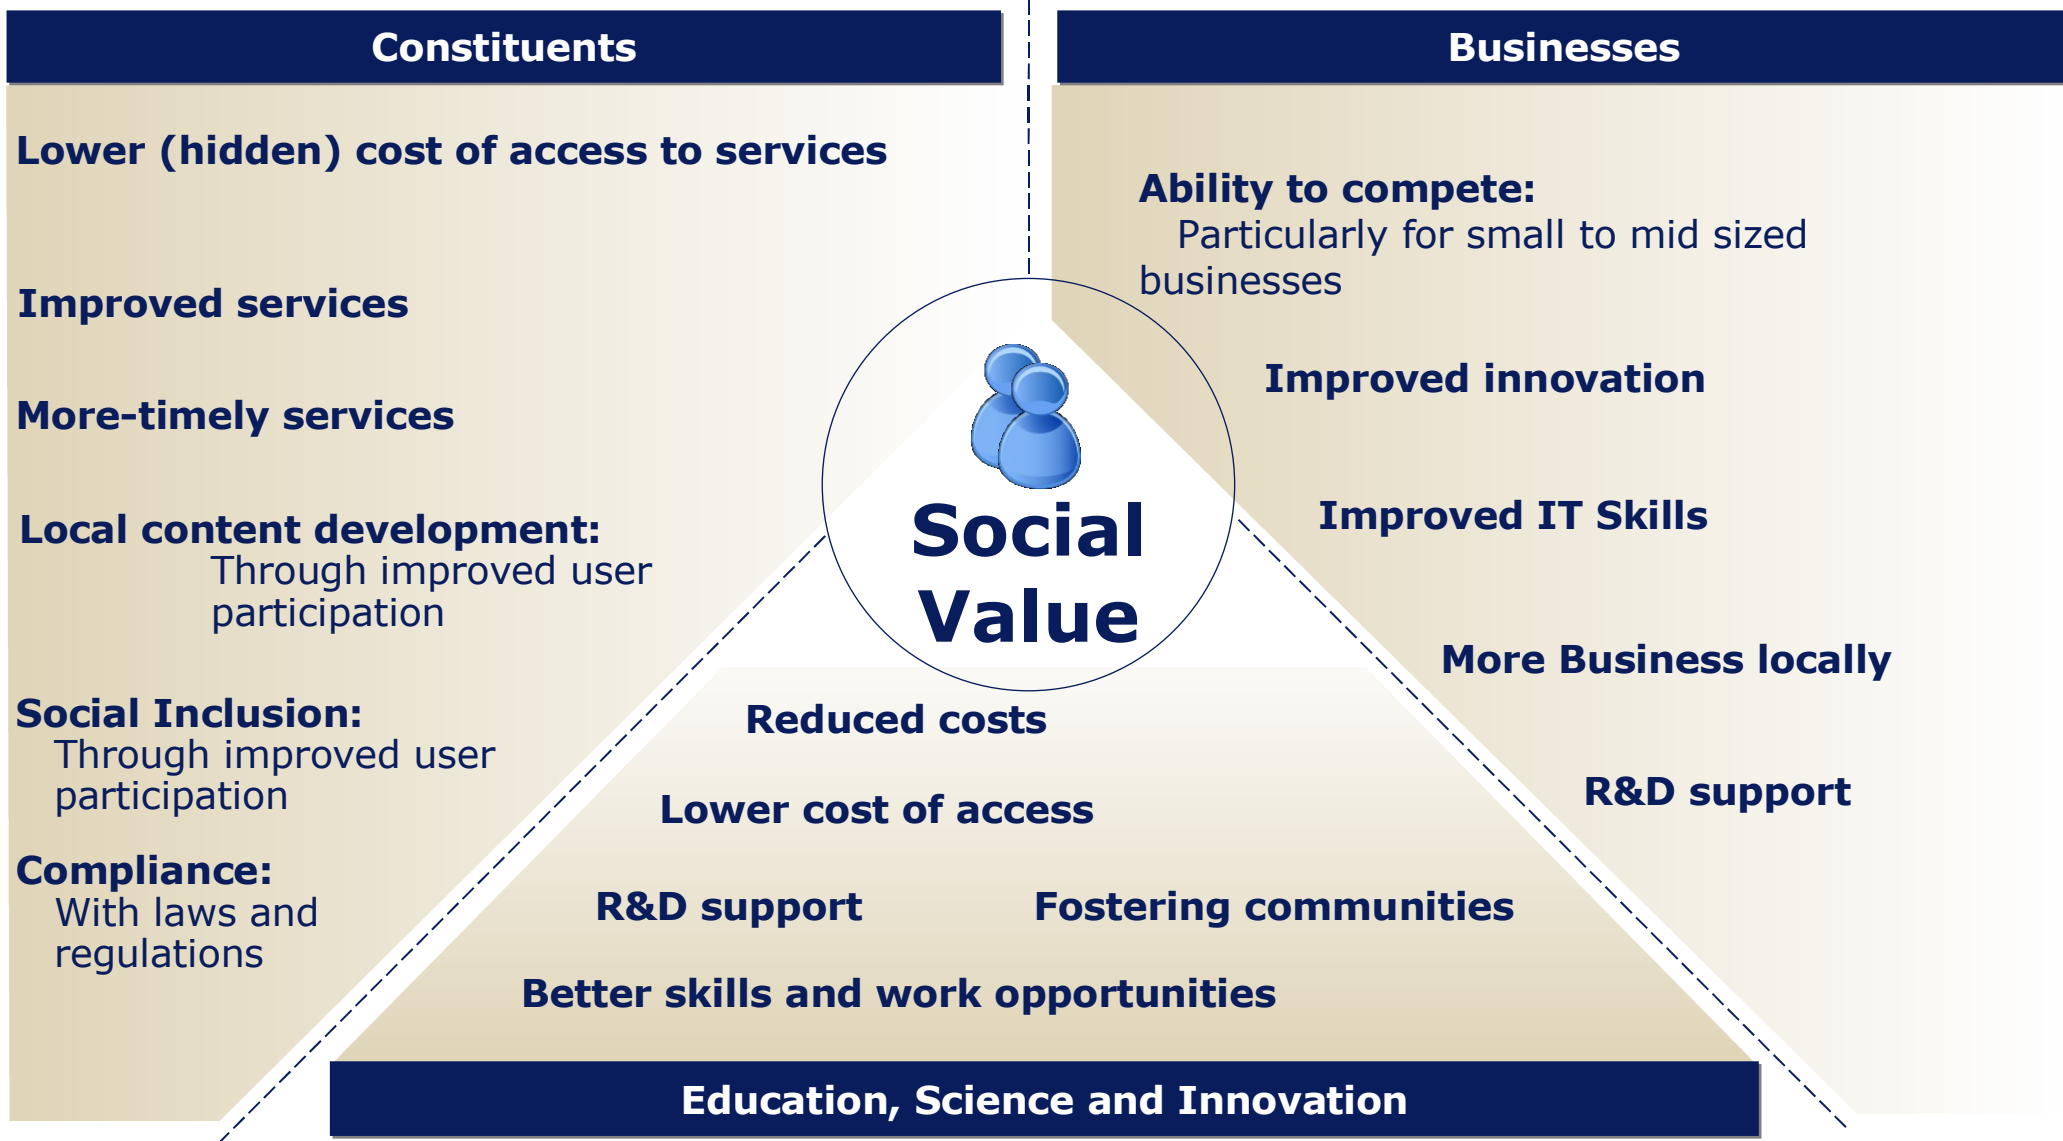 Constituents
Lower (hidden) cost of access to services
Improved services
More-timely services
Local content development:
Through improved user
participation
Social Inclusion:
Through improved user
participation
Compliance:
With laws and
regulations
Businesses
Ability to compete:
Particularly for small to mid sized
businesses
Improved innovation
Improved IT Skills
More Business locally
R&D support
Social
Value
Reduced costs
Lower cost of access
R&D support
Fostering communities
Better skills and work opportunities
Education, Science and Innovation